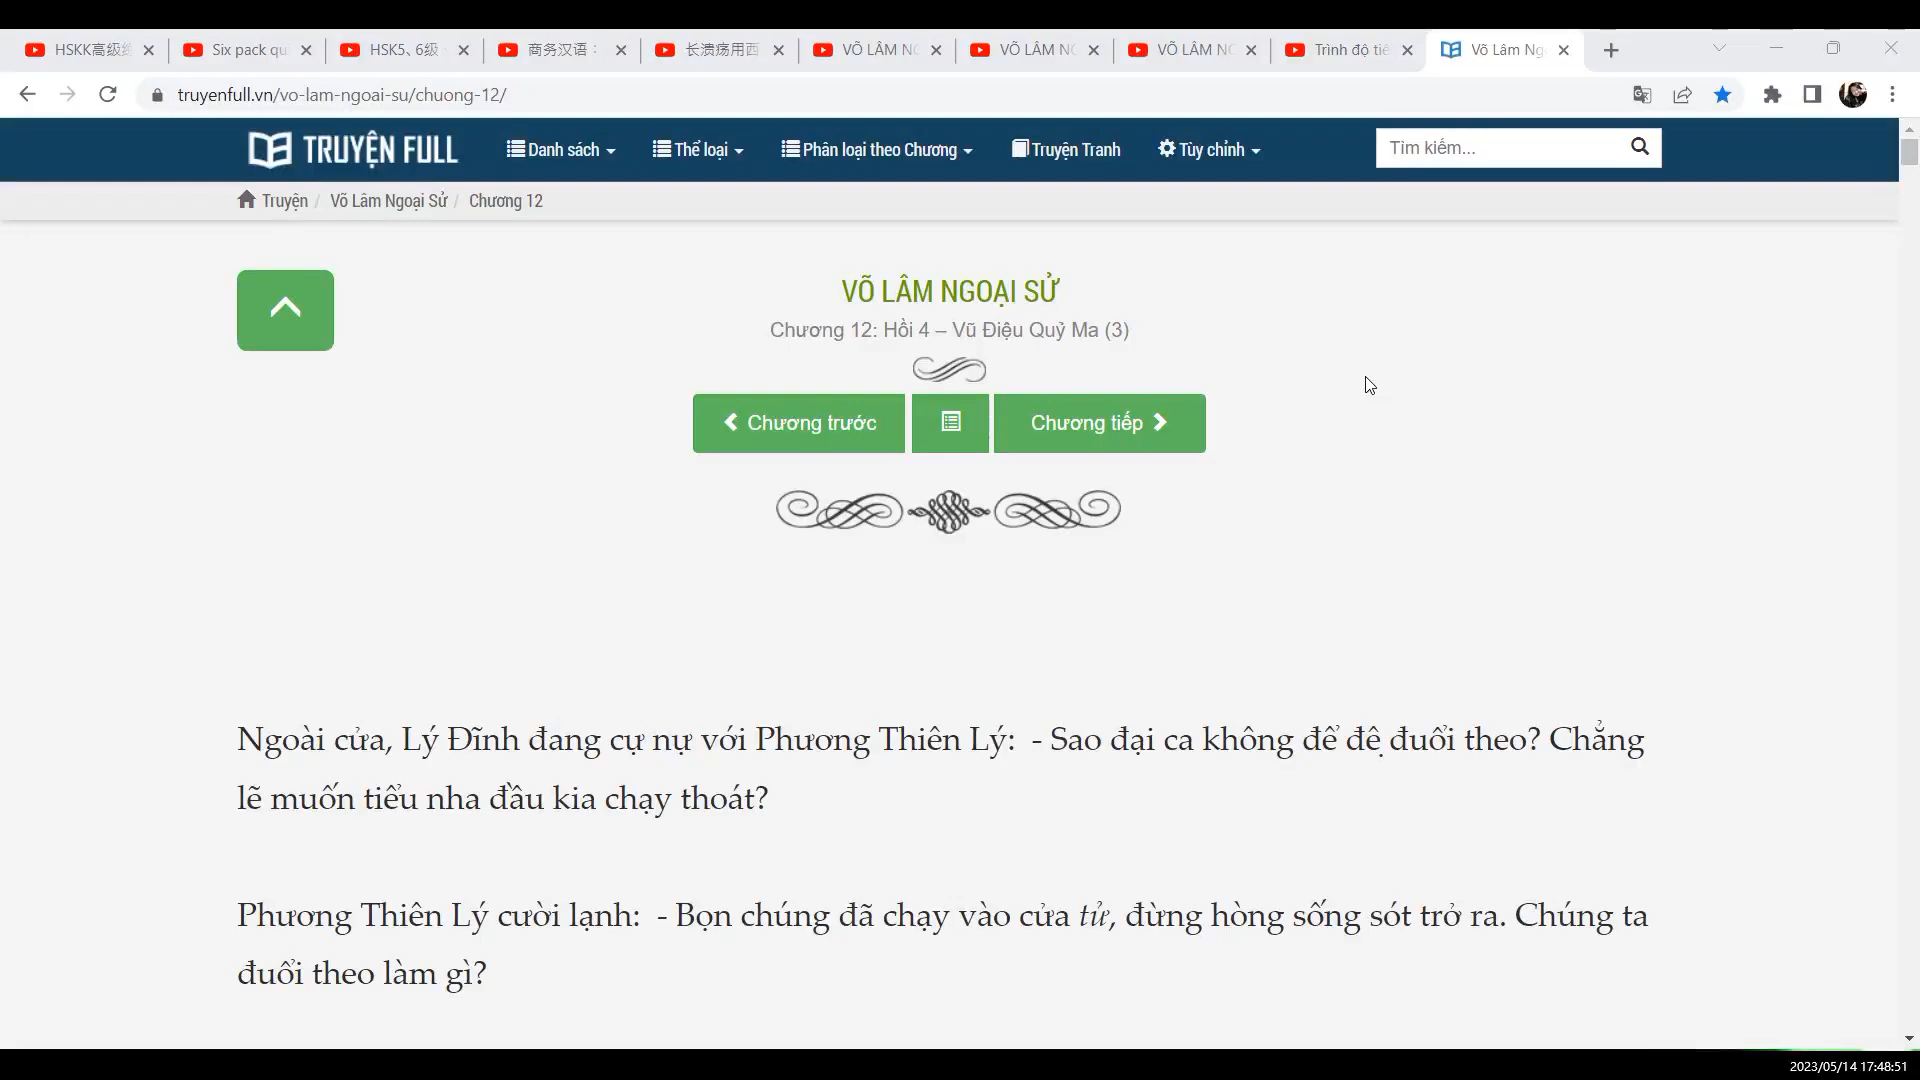 HSKK高级
Six pack qu
HSK5、6级
商务汉语：
长溃疡用西
VÕ LÂM NG
VÕ LÂM NG
VÕ LÂM NG
Trình độ tiế
Võ Lâm Ng
truyenfull.vn/vo-lam-ngoai-su/chuong-12/
TRUYỆN FULL
Danh sách
Thể loại
Phân loại theo Chương
Truyện Tranh
Tùy chỉnh
Tìm kiếm...
Truyện / Võ Lâm Ngoại Sử / Chương 12
VÕ LÂM NGOẠI SỬ
Chương 12: Hồi 4 – Vũ Điệu Quỷ Ma (3)
Chương trước
Chương tiếp
Ngoài cửa, Lý Đĩnh đang cự nự với Phương Thiên Lý:  - Sao đại ca không để đệ đuổi theo? Chẳng
lẽ muốn tiểu nha đầu kia chạy thoát?
Phương Thiên Lý cười lạnh:  - Bọn chúng đã chạy vào cửa tử, đừng hòng sống sót trở ra. Chúng ta
đuổi theo làm gì?
2023/05/14 17:48:51